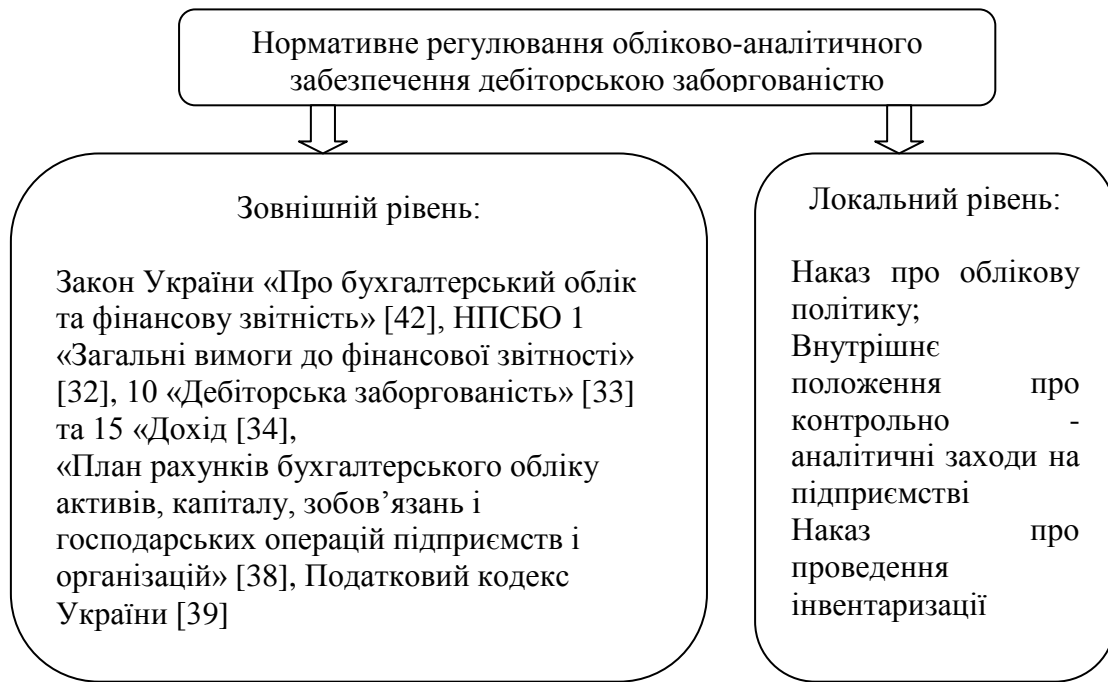 Нормативне регулювання обліково-аналітичного
забезпечення дебіторською заборгованістю
Зовнішній рівень:
Закон України «Про бухгалтерський облік
та фінансову звітність» [42], НПСБО 1
«Загальні вимоги до фінансової звітності»
[32], 10 «Дебіторська заборгованість» [33]
та 15 «Дохід [34],
«План рахунків бухгалтерського обліку
активів, капіталу, зобов’язань і
господарських операцій підприємств і
організацій» [38], Податковий кодекс
України [39]
Локальний рівень:
Наказ про облікову
політику;
Внутрішнє
положення про
контрольно -
аналітичні заходи на
підприємстві
Наказ про
проведення
інвентаризації